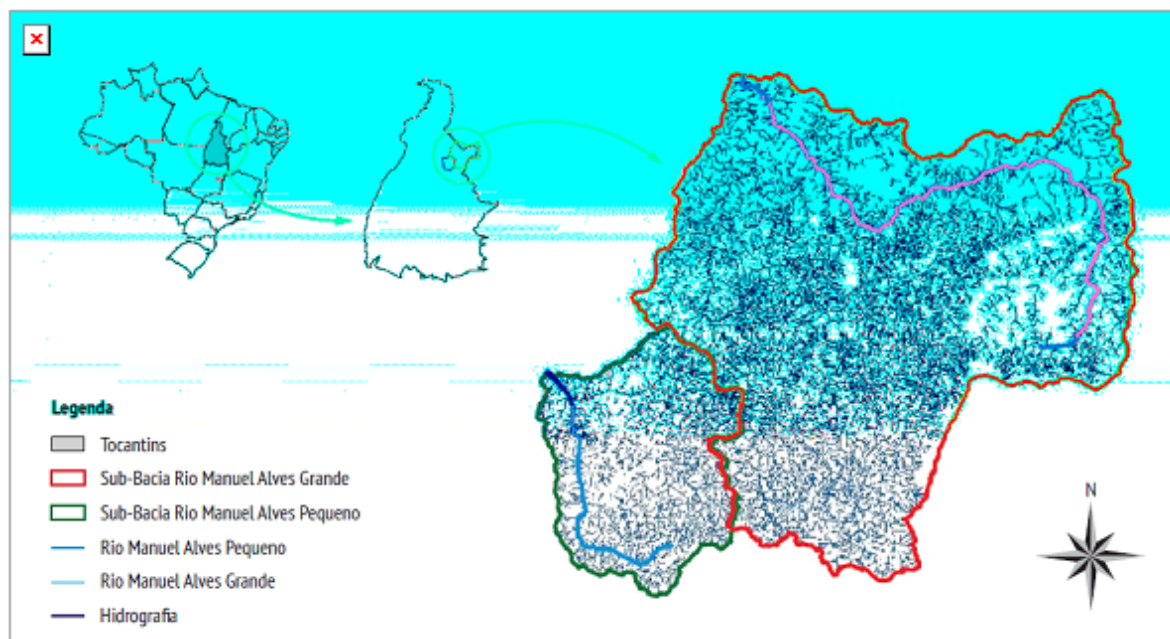 Legenda
Tocantins
Sub-Bacia Rio Manuel Alves Grande
Sub-Bacia Rio Manuel Alves Pequeno
Rio Manuel Alves Pequeno
Rio Manuel Alves Grande
Hidrografia
N